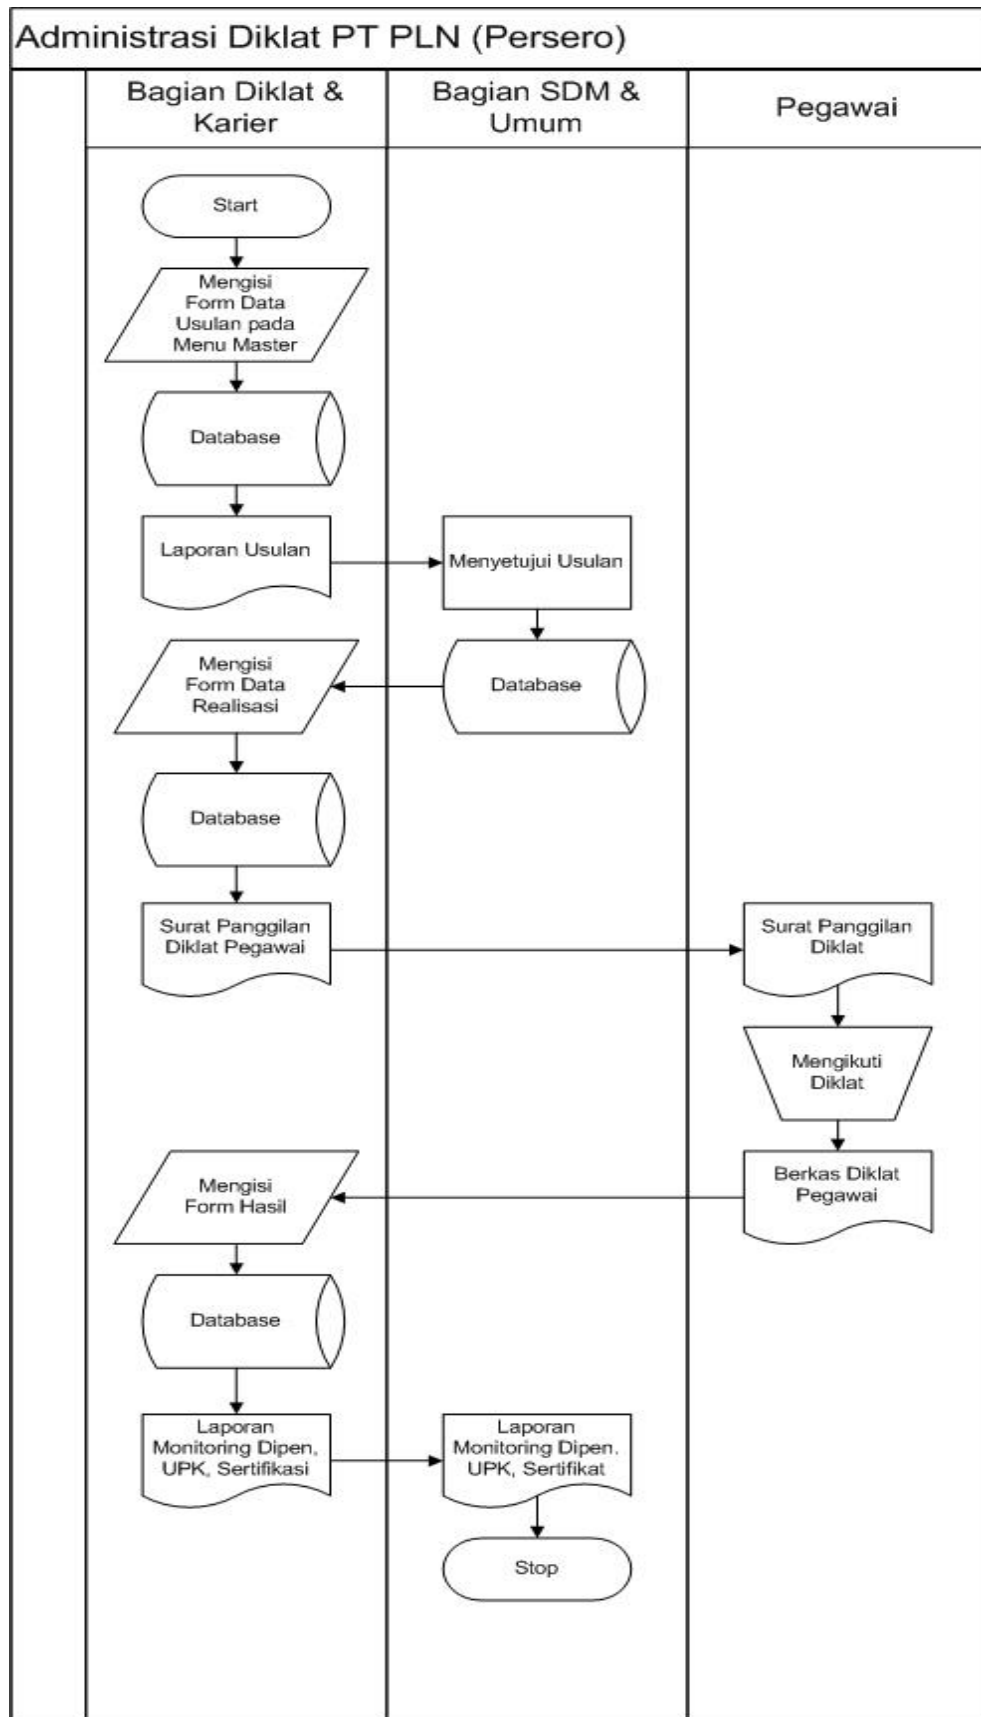 Administrasi Diklat PT PLN (Persero)
Bagian Diklat &
Karier
Bagian SDM &
Umum
Pegawai
Start
Mengisi
Form Data
Usulan pada
Menu Master
Database
Laporan Usulan
Menyetujui Usulan
Mengisi
Form Data
Realisasi
Database
Database
Surat Panggilan
Diklat Pegawai
Surat Panggilan
Diklat
Mengikuti
Diklat
Mengisi
Form Hasil
Berkas Diklat
Pegawai
Database
Laporan
Monitoring Dipen,
UPK, Sertifikasi
Laporan
Monitoring Dipen.
UPK, Sertifikat
Stop